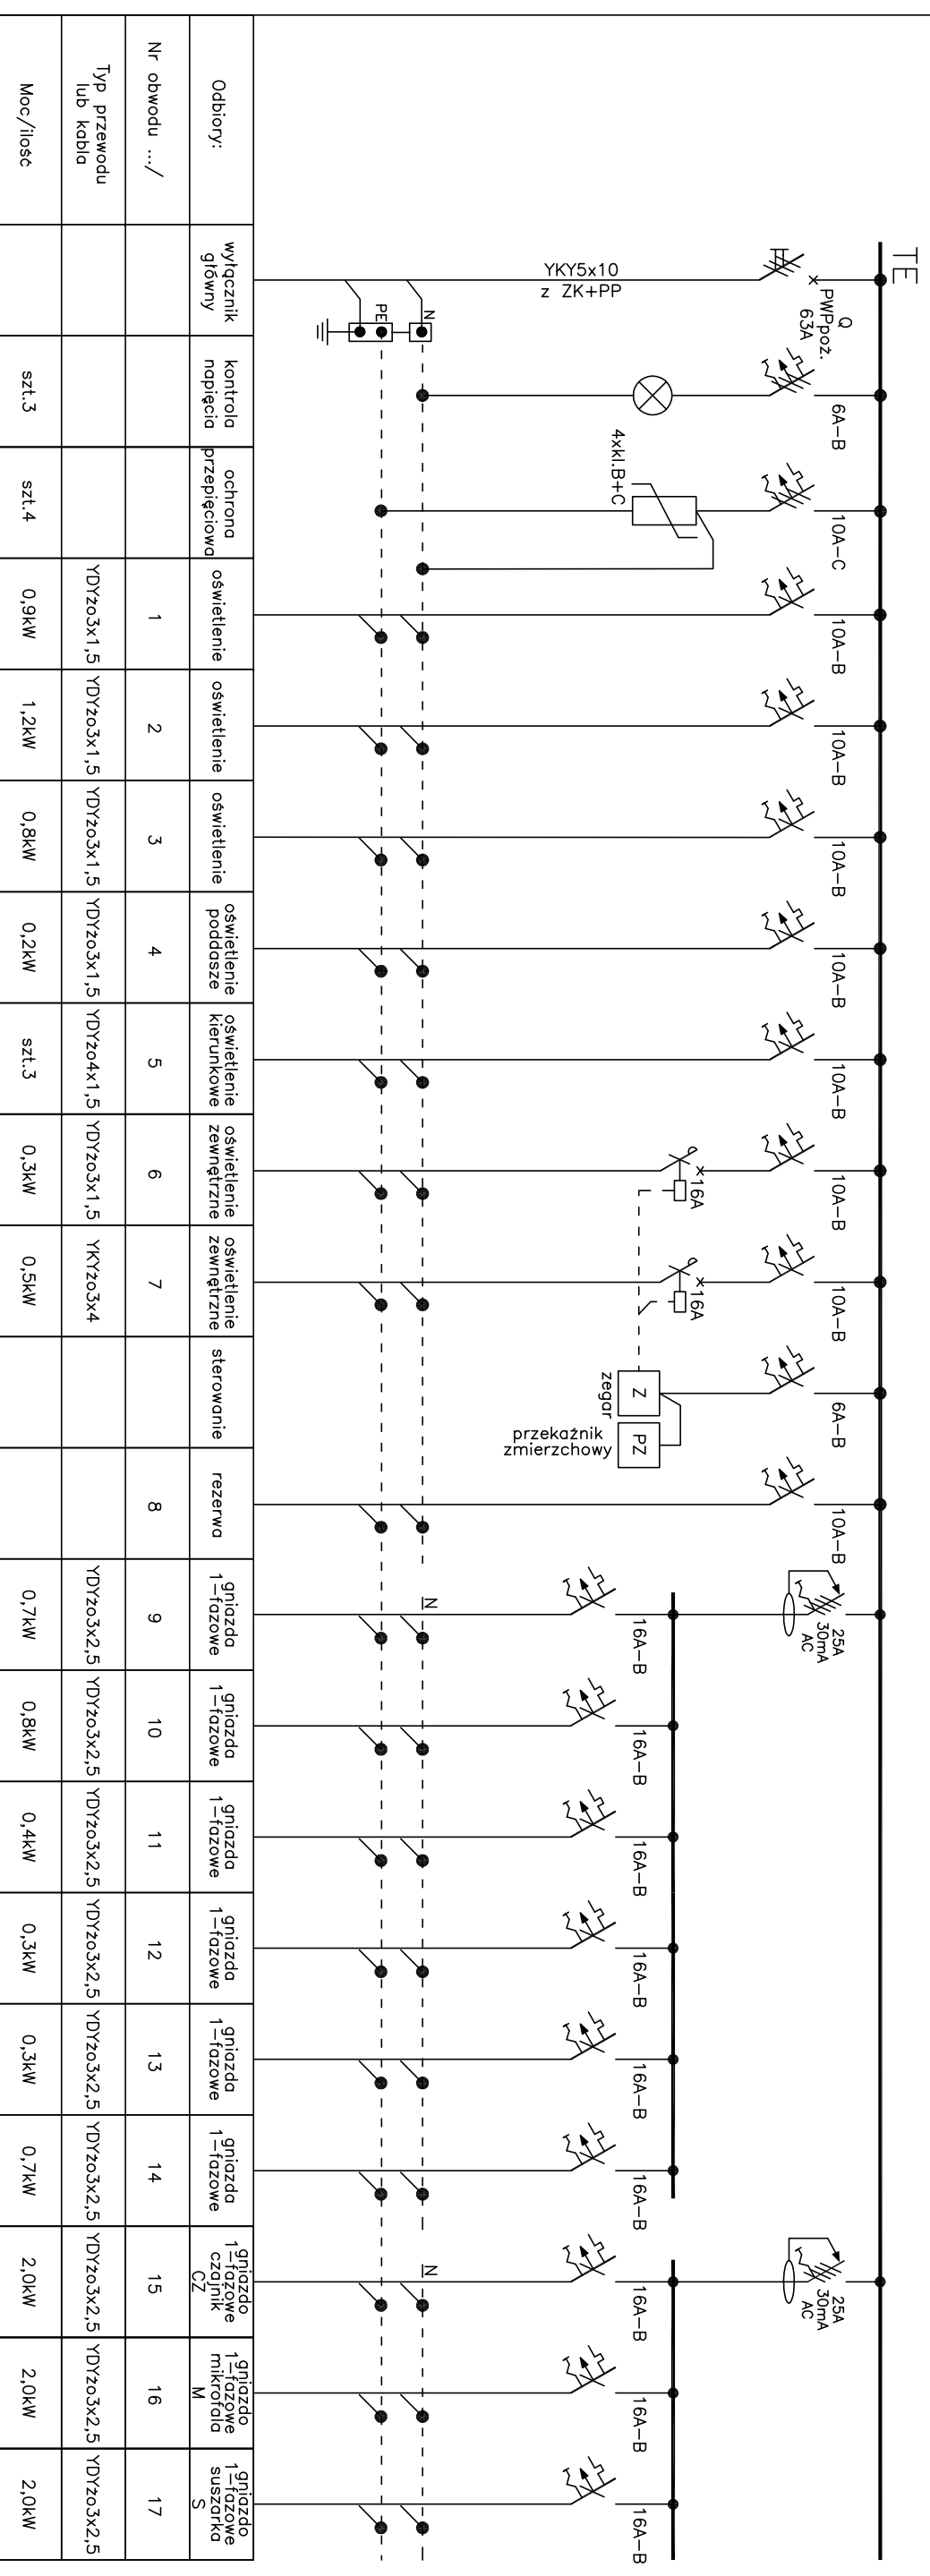 TE
Q
PWPpoż.
63A
6A-B
10A-C
10A-B
10A-B
10A-B
10A-B
10A-B
10A-B
10A-B
6A-B
10A-B
25A
30mA
AC
25A
30mA
AC
YKY5x10
z ZK+PP
4xkl.B+C
16A
16A
Z
zegar
PZ
przekaźnik
zmierzchowy
16A-B
16A-B
16A-B
16A-B
16A-B
16A-B
16A-B
16A-B
16A-B
N
PE
N
N
Odbiory:
wyłącznik
główny
kontrola
napięcia
ochrona
przepięciowa
oświetlenie
oświetlenie
oświetlenie
oświetlenie
poddasze
oświetlenie
kierunkowe
oświetlenie
zewnętrzne
oświetlenie
zewnętrzne
sterowanie
rezerwa
gniazda
1-fazowe
gniazda
1-fazowe
gniazda
1-fazowe
gniazda
1-fazowe
gniazda
1-fazowe
gniazda
1-fazowe
gniazdo
1-fazowe
czajnik
CZ
gniazdo
1-fazowe
mikrofala
M
gniazdo
1-fazowe
suszarka
S
Nr obwodu .../
1
2
3
4
5
6
7
8
9
10
11
12
13
14
15
16
17
Typ przewodu
lub kabla
YDYżo3x1,5
YDYżo3x1,5
YDYżo3x1,5
YDYżo3x1,5
YDYżo4x1,5
YDYżo3x1,5
YKYżo3x4
YDYżo3x2,5
YDYżo3x2,5
YDYżo3x2,5
YDYżo3x2,5
YDYżo3x2,5
YDYżo3x2,5
YDYżo3x2,5
YDYżo3x2,5
YDYżo3x2,5
Moc/ilość
szt.3
szt.4
0,9kW
1,2kW
0,8kW
0,2kW
szt.3
0,3kW
0,5kW
0,7kW
0,8kW
0,4kW
0,3kW
0,3kW
0,7kW
2,0kW
2,0kW
2,0kW